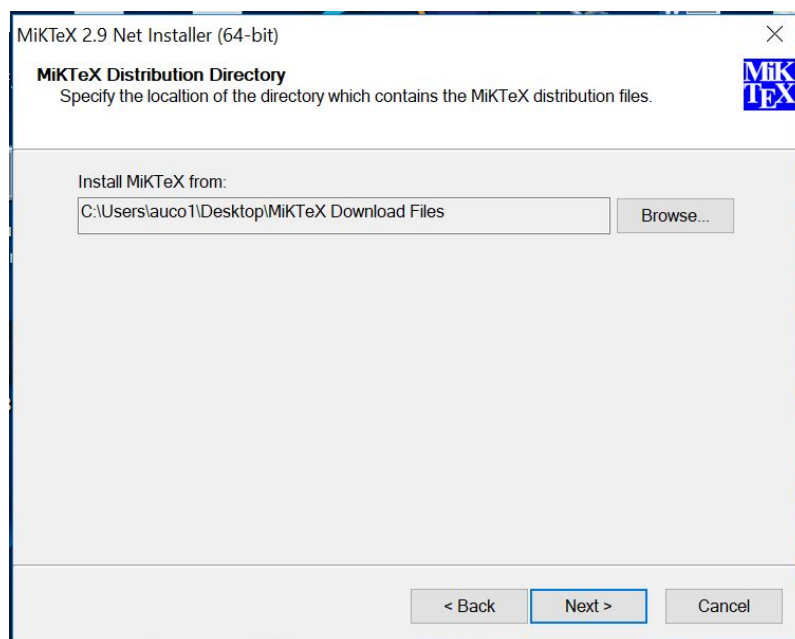 MiKTeX 2.9 Net Installer (64-bit)
MiKTeX Distribution Directory
Specify the localtion of the directory which contains the MiKTeX distribution files.
MiK
TEX
Install MiKTeX from:
C:\Users\auco1\Desktop\MiKTeX Download Files
Browse...
< Back
Next >
Cancel